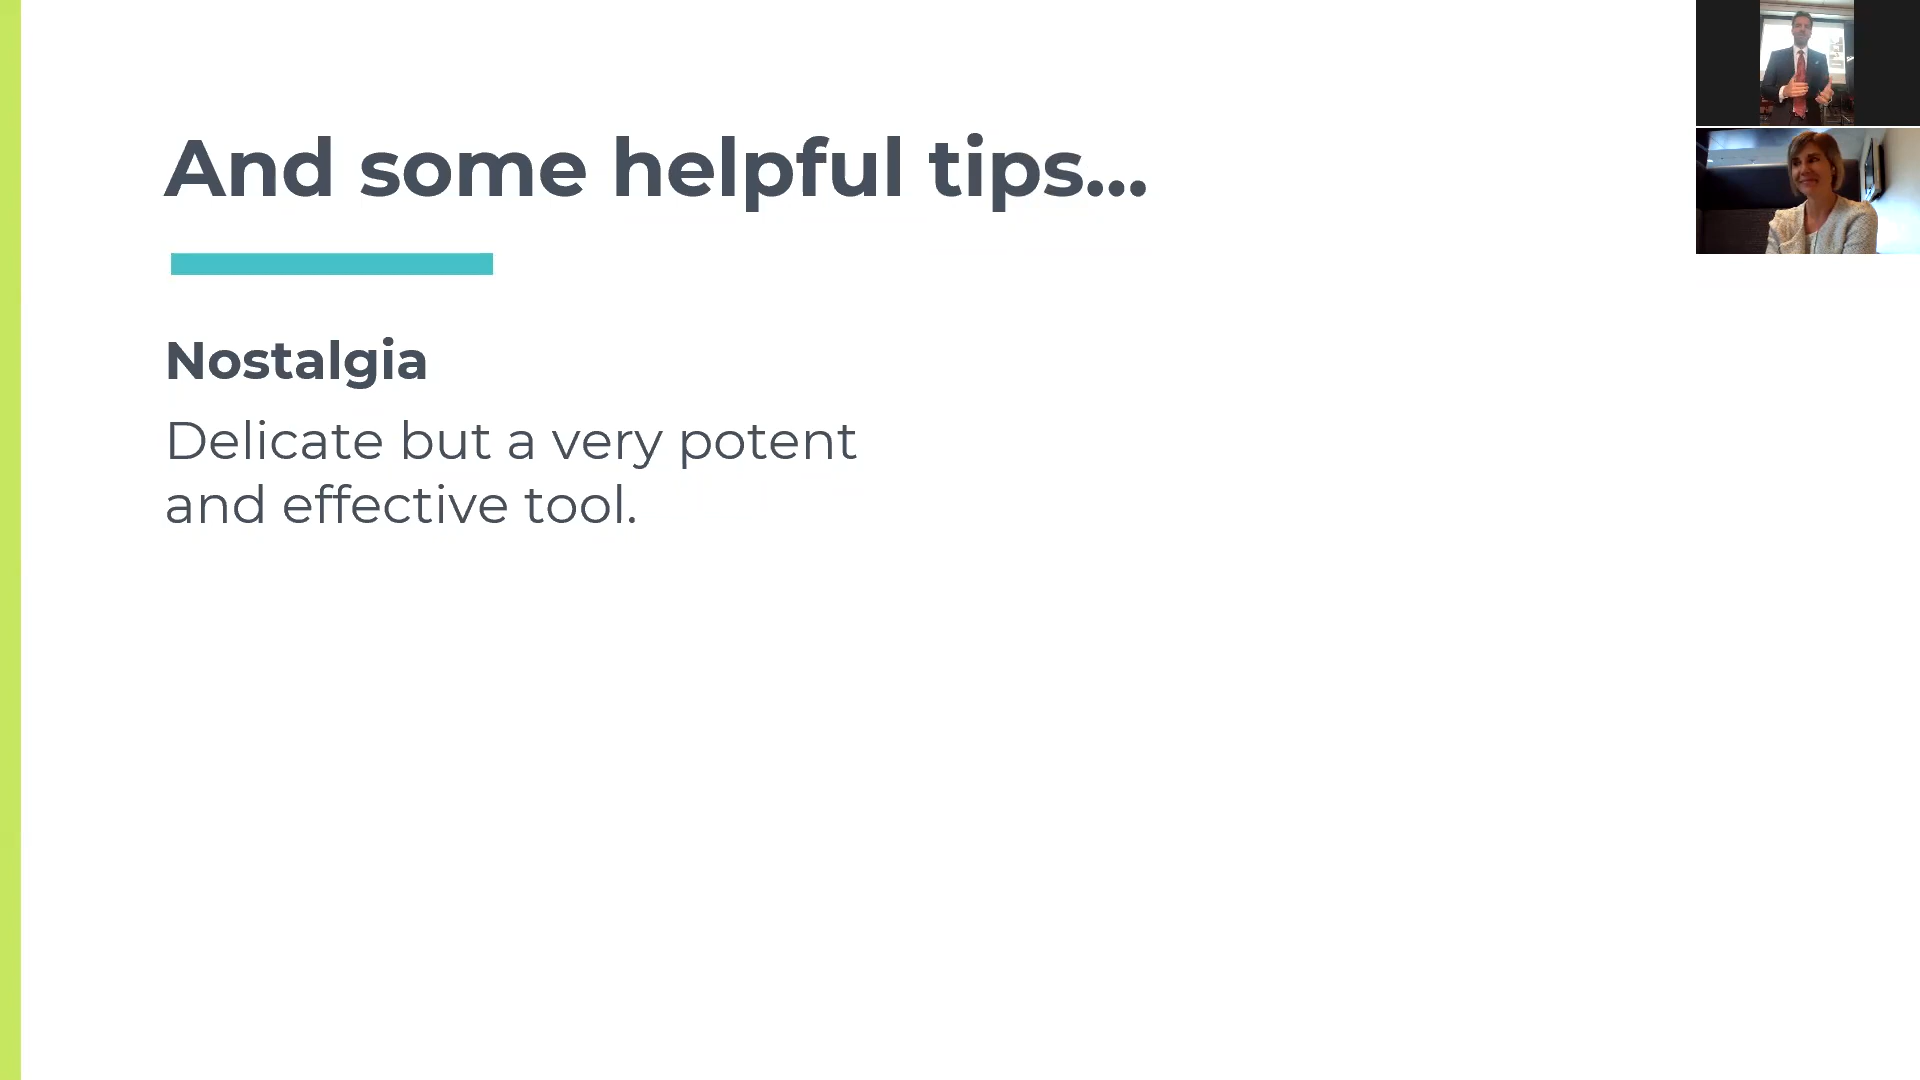 And some helpful tips...
Nostalgia
Delicate but a very potent
and effective tool.